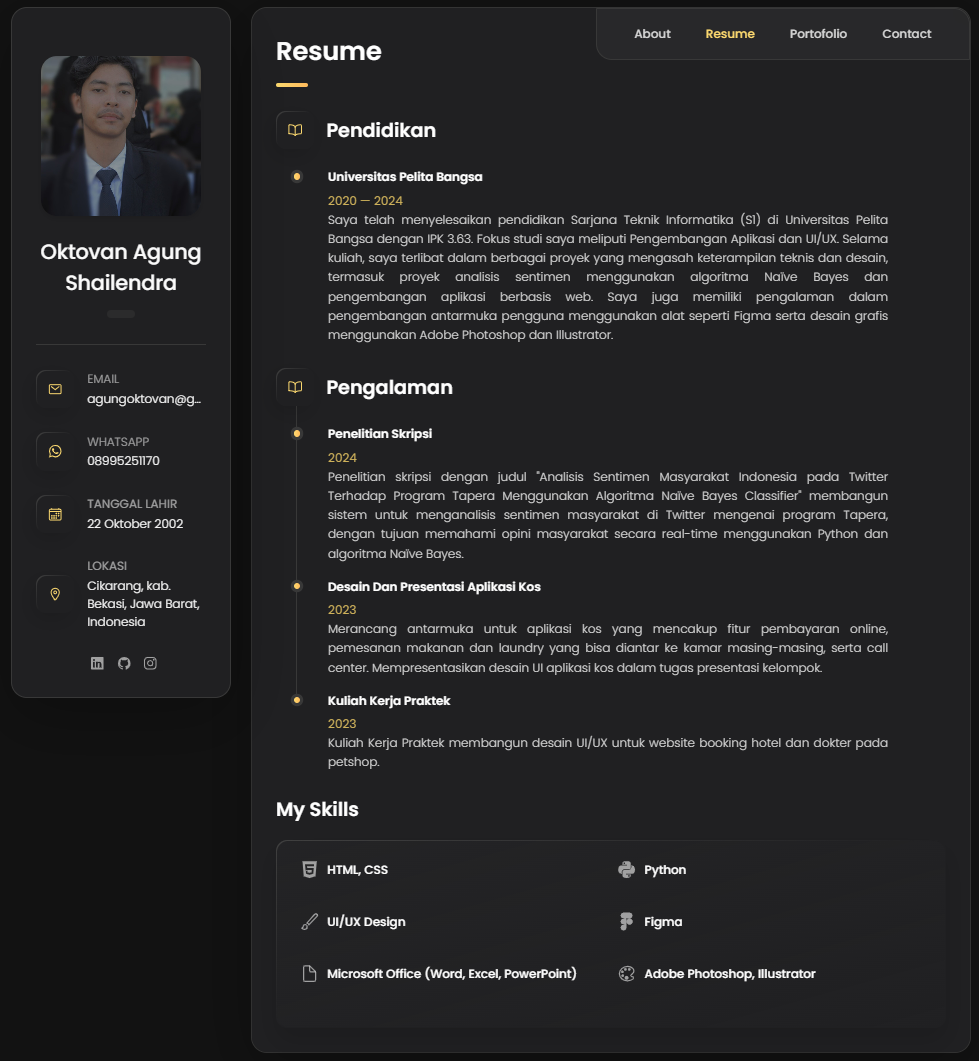 Oktovan Agung
Shailendra
EMAIL
agungoktovan@g...
WHATSAPP
08995251170
TANGGAL LAHIR
22 Oktober 2002
LOKASI
Cikarang, kab.
Bekasi, Jawa Barat,
Indonesia
About Resume Portofolio Contact
Resume
Pendidikan
Universitas Pelita Bangsa
2020 — 2024
Saya telah menyelesaikan pendidikan Sarjana Teknik Informatika (S1) di Universitas Pelita
Bangsa dengan IPK 3.63. Fokus studi saya meliputi Pengembangan Aplikasi dan UI/UX. Selama
kuliah, saya terlibat dalam berbagai proyek yang mengasah keterampilan teknis dan desain,
termasuk proyek analisis sentimen menggunakan algoritma Naïve Bayes dan
pengembangan aplikasi berbasis web. Saya juga memiliki pengalaman dalam
pengembangan antarmuka pengguna menggunakan alat seperti Figma serta desain grafis
menggunakan Adobe Photoshop dan Illustrator.
Pengalaman
Penelitian Skripsi
2024
Penelitian skripsi dengan judul "Analisis Sentimen Masyarakat Indonesia pada Twitter
Terhadap Program Tapera Menggunakan Algoritma Naïve Bayes Classifier" membangun
sistem untuk menganalisis sentimen masyarakat di Twitter mengenai program Tapera,
dengan tujuan memahami opini masyarakat secara real-time menggunakan Python dan
algoritma Naïve Bayes.
Desain Dan Presentasi Aplikasi Kos
2023
Merancang antarmuka untuk aplikasi kos yang mencakup fitur pembayaran online,
pemesanan makanan dan laundry yang bisa diantar ke kamar masing-masing, serta call
center. Mempresentasikan desain UI aplikasi kos dalam tugas presentasi kelompok.
Kuliah Kerja Praktek
2023
Kuliah Kerja Praktek membangun desain UI/UX untuk website booking hotel dan dokter pada
petshop.
My Skills
HTML, CSS
Python
UI/UX Design
Figma
Microsoft Office (Word, Excel, PowerPoint)
Adobe Photoshop, Illustrator